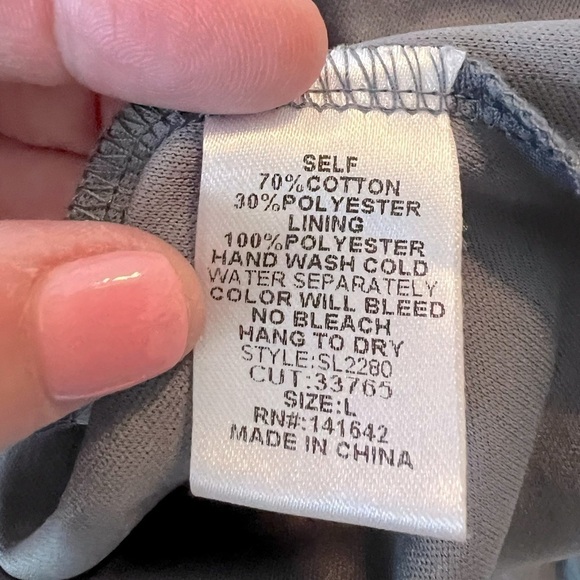 SELF
70%COTTON
30%POLYESTER
LINING
100%POLYESTER
HAND WASH COLD
WATER SEPARATELY
COLOR WILL BLEED
NO BLEACH
HANG TO DRY
STYLE:SL2280
CUT:33765
SIZE:L
RN#:141642
MADE IN CHINA